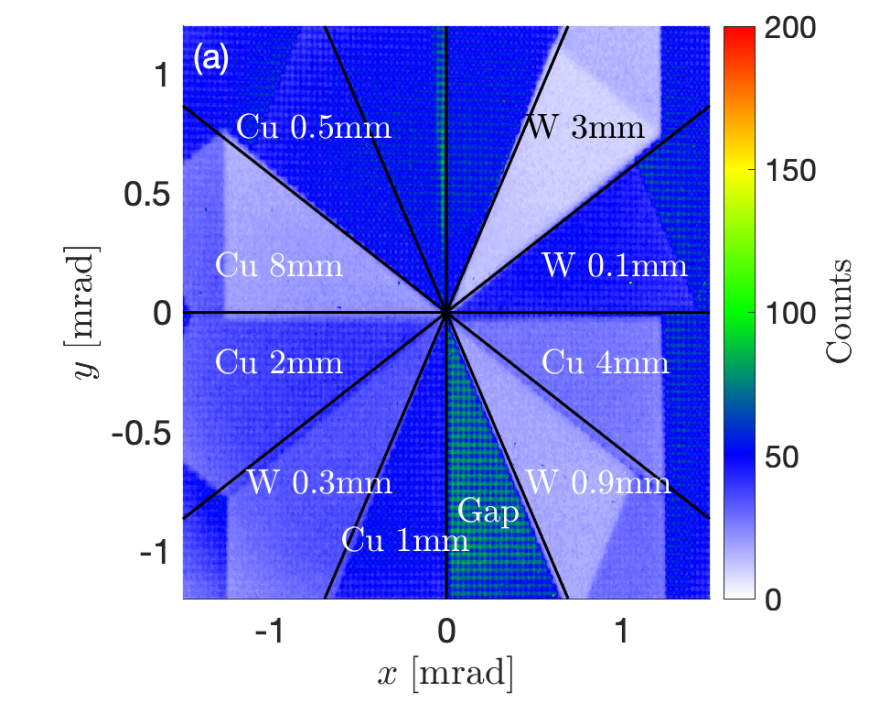 (a)
200
150
100
50
0
Counts
1
0.5
0
-0.5
-1
y [mrad]
Cu 0.5mm
W 3mm
Cu 8mm
W 0.1mm
Cu 2mm
Cu 4mm
W 0.3mm
W 0.9mm
Gap
Cu 1mm
-1
0
1
x [mrad]